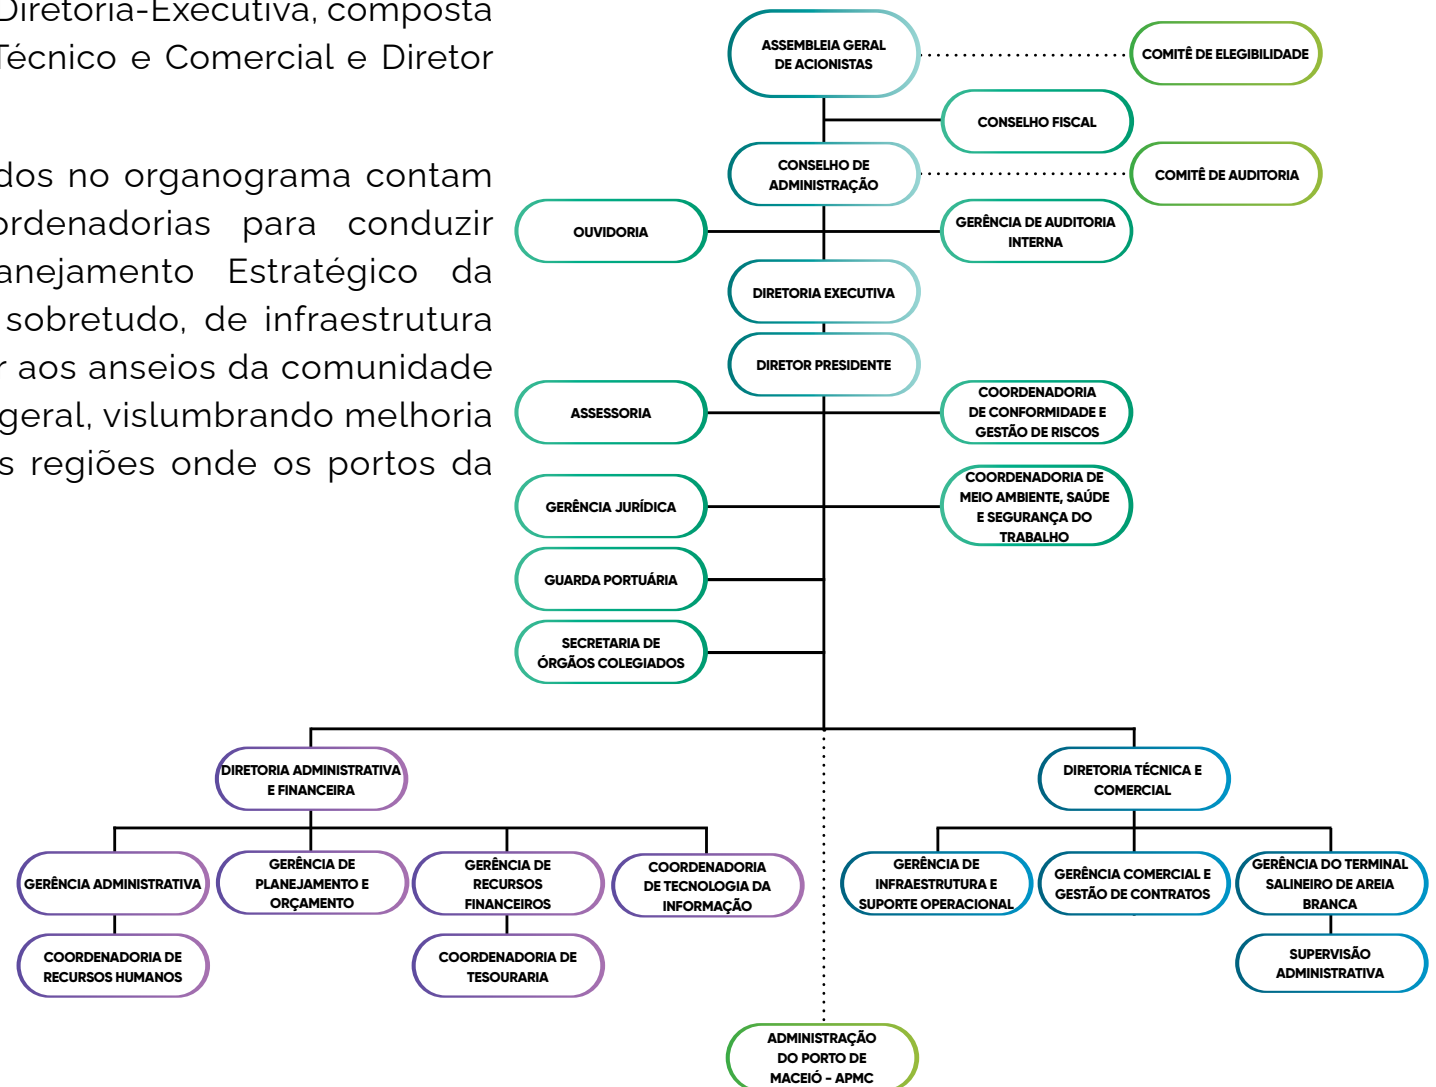 Diretoria-Executiva, composta
Técnico e Comercial e Diretor
dos no organograma contam
ordenadorias para conduzir
anejamento Estratégico da
sobretudo, de infraestrutura
r aos anseios da comunidade
geral, vislumbrando melhoria
s regiões onde os portos da
ASSEMBLEIA GERAL
DE ACIONISTAS
COMITÊ DE ELEGIBILIDADE
CONSELHO FISCAL
CONSELHO DE
ADMINISTRAÇÃO
COMITÊ DE AUDITORIA
OUVIDORIA
GERÊNCIA DE AUDITORIA
INTERNA
DIRETORIA EXECUTIVA
DIRETOR PRESIDENTE
ASSESSORIA
COORDENADORIA
DE CONFORMIDADE E
GESTÃO DE RISCOS
GERÊNCIA JURÍDICA
COORDENADORIA DE
MEIO AMBIENTE, SAÚDE
E SEGURANÇA DO
TRABALHO
GUARDA PORTUÁRIA
SECRETARIA DE
ÓRGÃOS COLEGIADOS
DIRETORIA ADMINISTRATIVA
E FINANCEIRA
DIRETORIA TÉCNICA E
COMERCIAL
GERÊNCIA ADMINISTRATIVA
GERÊNCIA DE
PLANEJAMENTO E
ORÇAMENTO
GERÊNCIA DE
RECURSOS
FINANCEIROS
COORDENADORIA
DE TECNOLOGIA DA
INFORMAÇÃO
GERÊNCIA DE
INFRAESTRUTURA E
SUPORTE OPERACIONAL
GERÊNCIA COMERCIAL E
GESTÃO DE CONTRATOS
GERÊNCIA DO TERMINAL
SALINEIRO DE AREIA
BRANCA
COORDENADORIA DE
RECURSOS HUMANOS
COORDENADORIA DE
TESOURARIA
SUPERVISÃO
ADMINISTRATIVA
ADMINISTRAÇÃO
DO PORTO DE
MACEIÓ - APMC